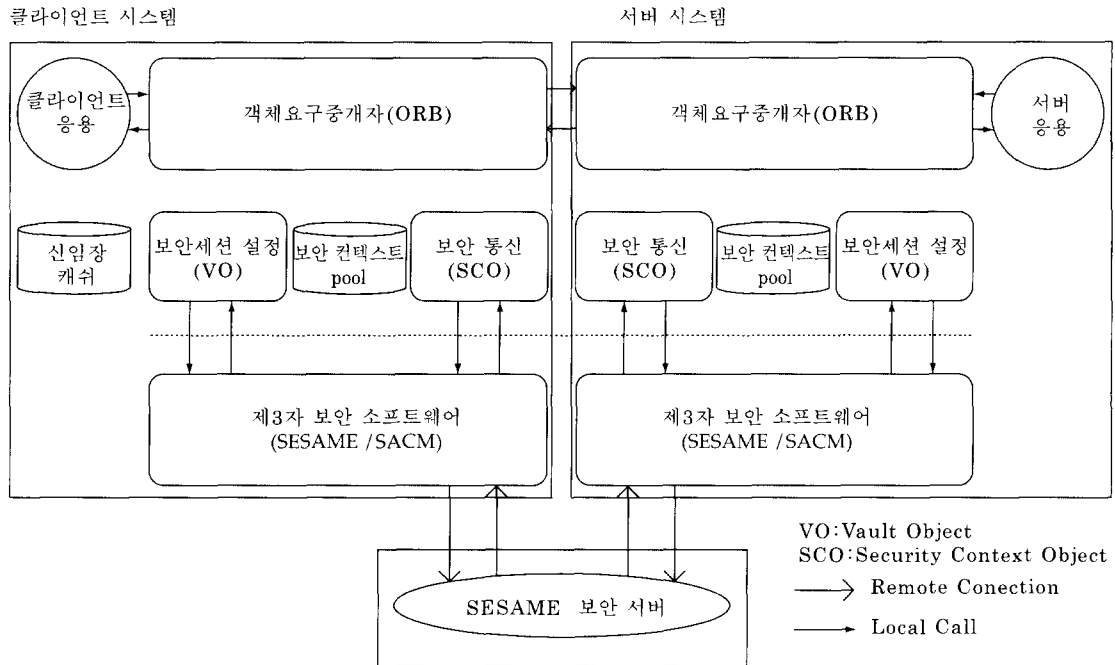 클라이언트 시스템
서버 시스템
클라이언트
응용
객체요구중개자(ORB)
객체요구중개자(ORB)
서버
응용
신임장
캐쉬
보안세션 설정
(VO)
보안 컨텍스트
pool
보안 통신
(SCO)
보안 통신
(SCO)
보안 컨텍스트
pool
보안세션 설정
(VO)
제3자 보안 소프트웨어
(SESAME /SACM)
제3자 보안 소프트웨어
(SESAME /SACM)
SESAME 보안 서버
VO:Vault Object
SCO:Security Context Object
Remote Conection
Local Call